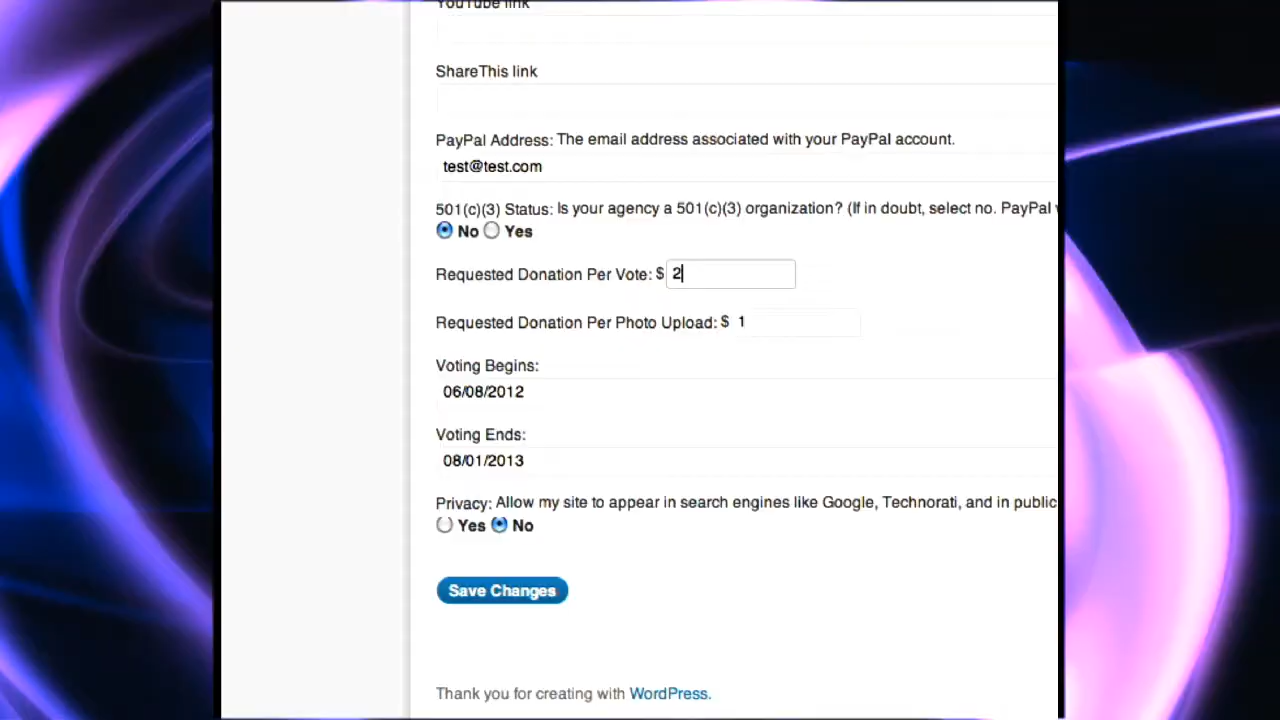 YouTube link
ShareThis link
PayPal Address: The email address associated with your PayPal account.
test@test.com
501(c)(3) Status: Is your agency a 501(c)(3) organization? (If in doubt, select no. PayPal
No Yes
Requested Donation Per Vote: $ 2
Requested Donation Per Photo Upload: $ 1
Voting Begins:
06/08/2012
Voting Ends:
08/01/2013
Privacy: Allow my site to appear in search engines like Google, Technorati, and in public
Yes No
Save Changes
Thank you for creating with WordPress.